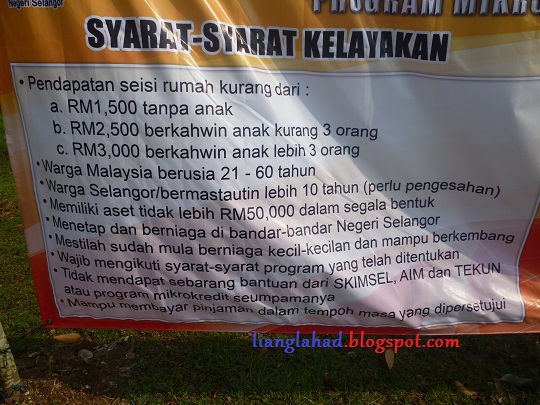 Negeri Selangor
PROGRAM MIKRO
SYARAT-SYARAT KELAYAKAN
• Pendapatan seisi rumah kurang dari :
a. RM1,500 tanpa anak
b. RM2,500 berkahwin anak kurang 3 orang
c. RM3,000 berkahwin anak lebih 3 orang
• Warga Malaysia berusia 21 - 60 tahun
• Warga Selangor/bermastautin lebih 10 tahun (perlu pengesahan)
• Memiliki aset tidak lebih RM50,000 dalam segala bentuk
• Menetap dan berniaga di bandar-bandar Negeri Selangor
• Mestilah sudah mula berniaga kecil-kecilan dan mampu berkembang
• Wajib mengikuti syarat-syarat program yang telah ditentukan
• Tidak mendapat sebarang bantuan dari SKIMSEL, AIM dan TEKUN
atau program mikrokredit seumpamanya
• Mampu membayar pinjaman dalam tempoh masa yang dipersetujui
lianglahad.blogspot.com